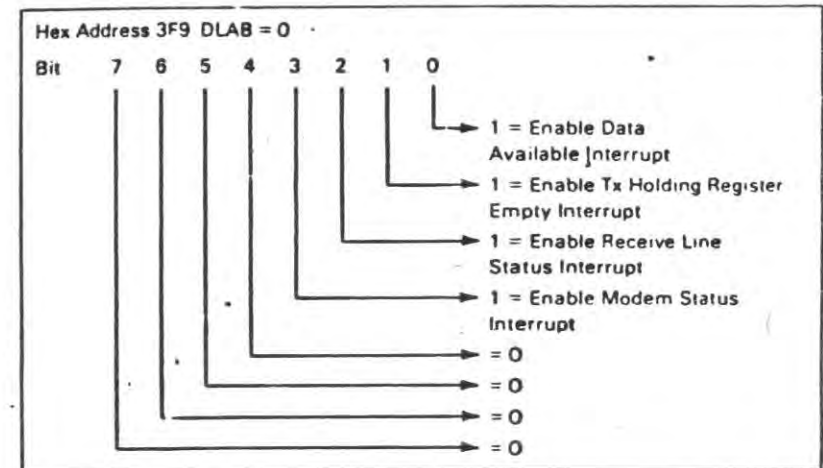 Hex Address 3F9 DLAB = 0
Bit 7 6 5 4 3 2 1 0
1 = Enable Data
Available Interrupt
1 = Enable Tx Holding Register
Empty Interrupt
1 = Enable Receive Line
Status Interrupt
1 = Enable Modem Status
Interrupt
= 0
= 0
= 0
= 0